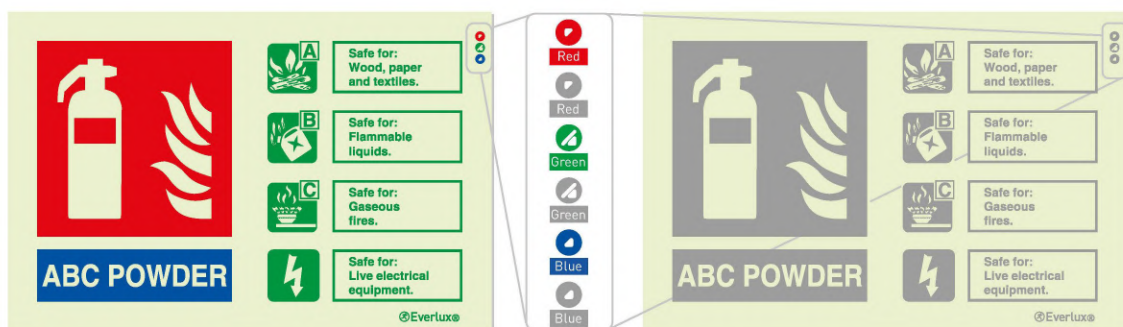 A
Safe for:
Wood, paper
and textiles.
B
Safe for:
Flammable
liquids.
C
Safe for:
Gaseous
fires.
ABC POWDER
Safe for:
Live electrical
equipment.
Everlux®
Red
Red
Green
Green
Blue
Blue
A
Safe for:
Wood, paper
and textiles.
B
Safe for:
Flammable
liquids.
C
Safe for:
Gaseous
fires.
ABC POWDER
Safe for:
Live electrical
equipment.
Everlux®